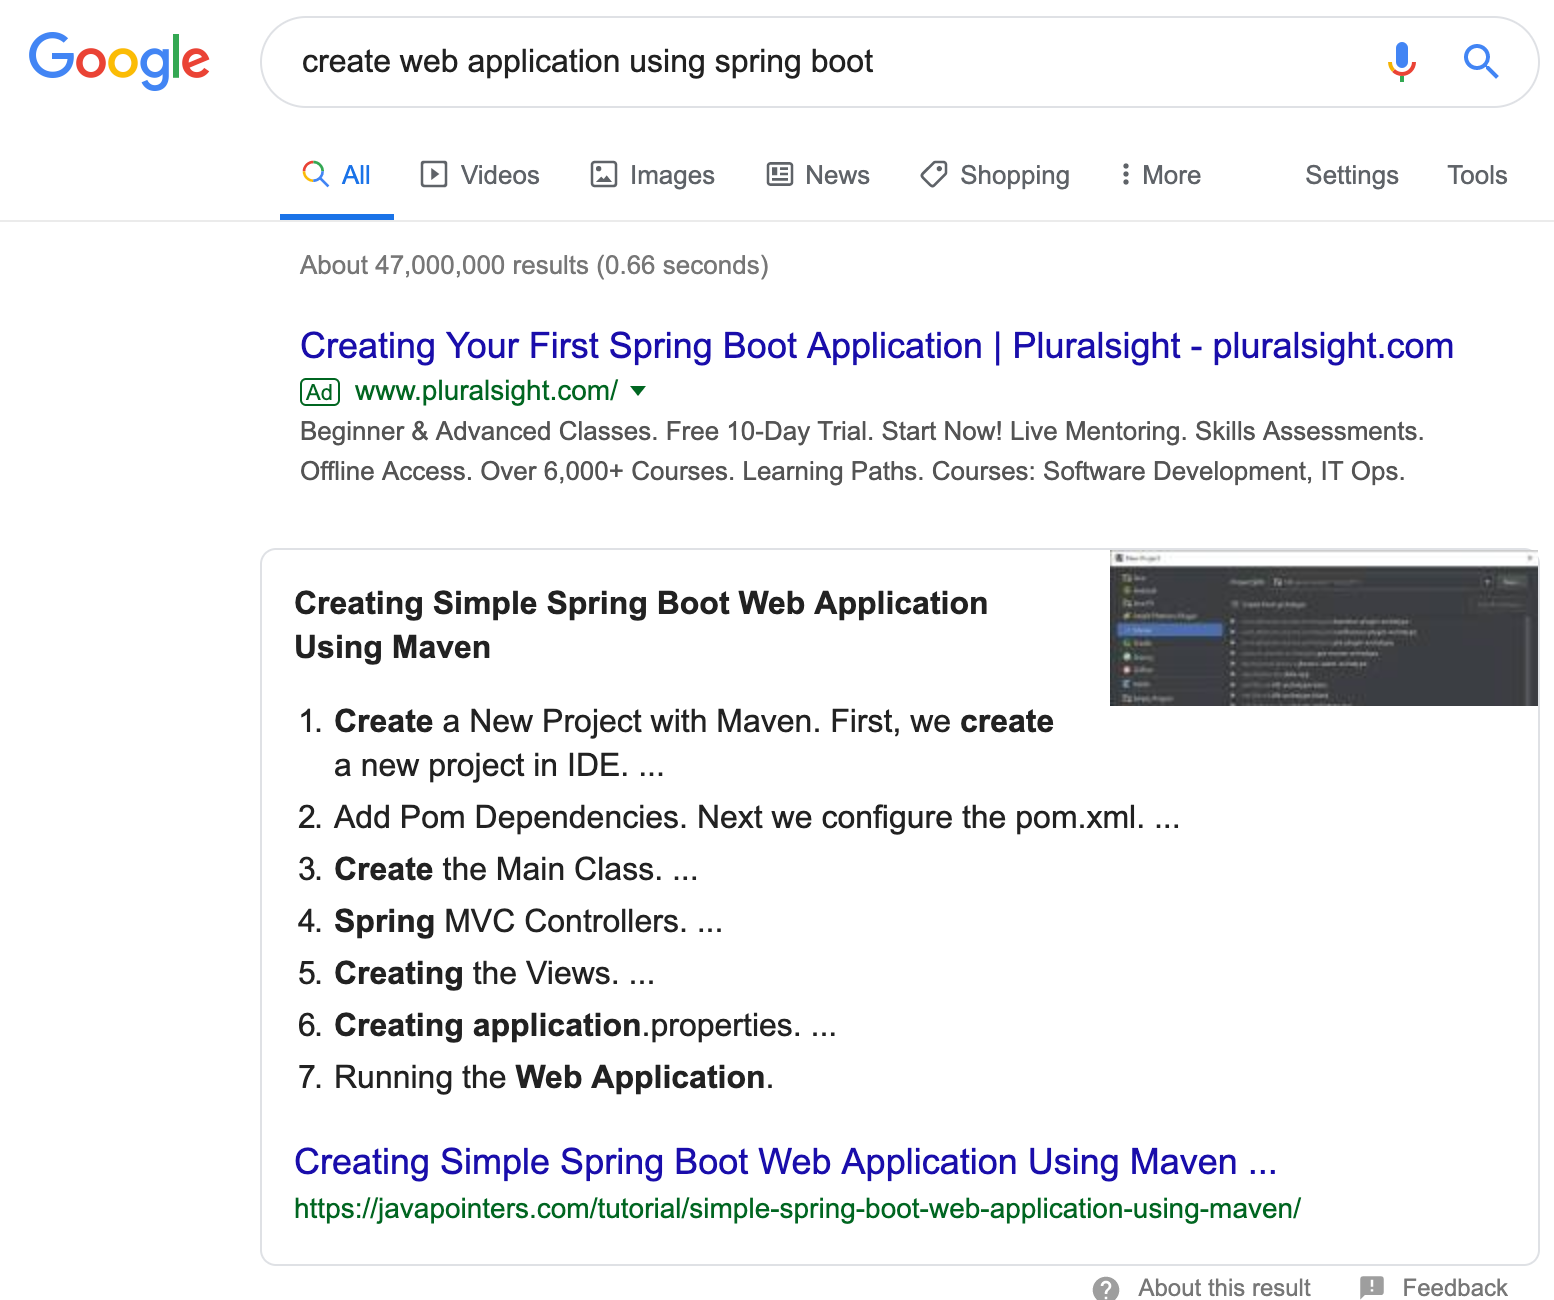 Google
create web application using spring boot
All Videos Images News Shopping More Settings Tools
About 47,000,000 results (0.66 seconds)
Creating Your First Spring Boot Application | Pluralsight - pluralsight.com
Ad www.pluralsight.com/
Beginner & Advanced Classes. Free 10-Day Trial. Start Now! Live Mentoring. Skills Assessments.
Offline Access. Over 6,000+ Courses. Learning Paths. Courses: Software Development, IT Ops.
Creating Simple Spring Boot Web Application
Using Maven
New Project
1. Create a New Project with Maven. First, we create
a new project in IDE. ...
2. Add Pom Dependencies. Next we configure the pom.xml. ...
3. Create the Main Class. ...
4. Spring MVC Controllers. ...
5. Creating the Views. ...
6. Creating application.properties. ...
7. Running the Web Application.
Creating Simple Spring Boot Web Application Using Maven ...
https://javapointers.com/tutorial/simple-spring-boot-web-application-using-maven/
About this result Feedback